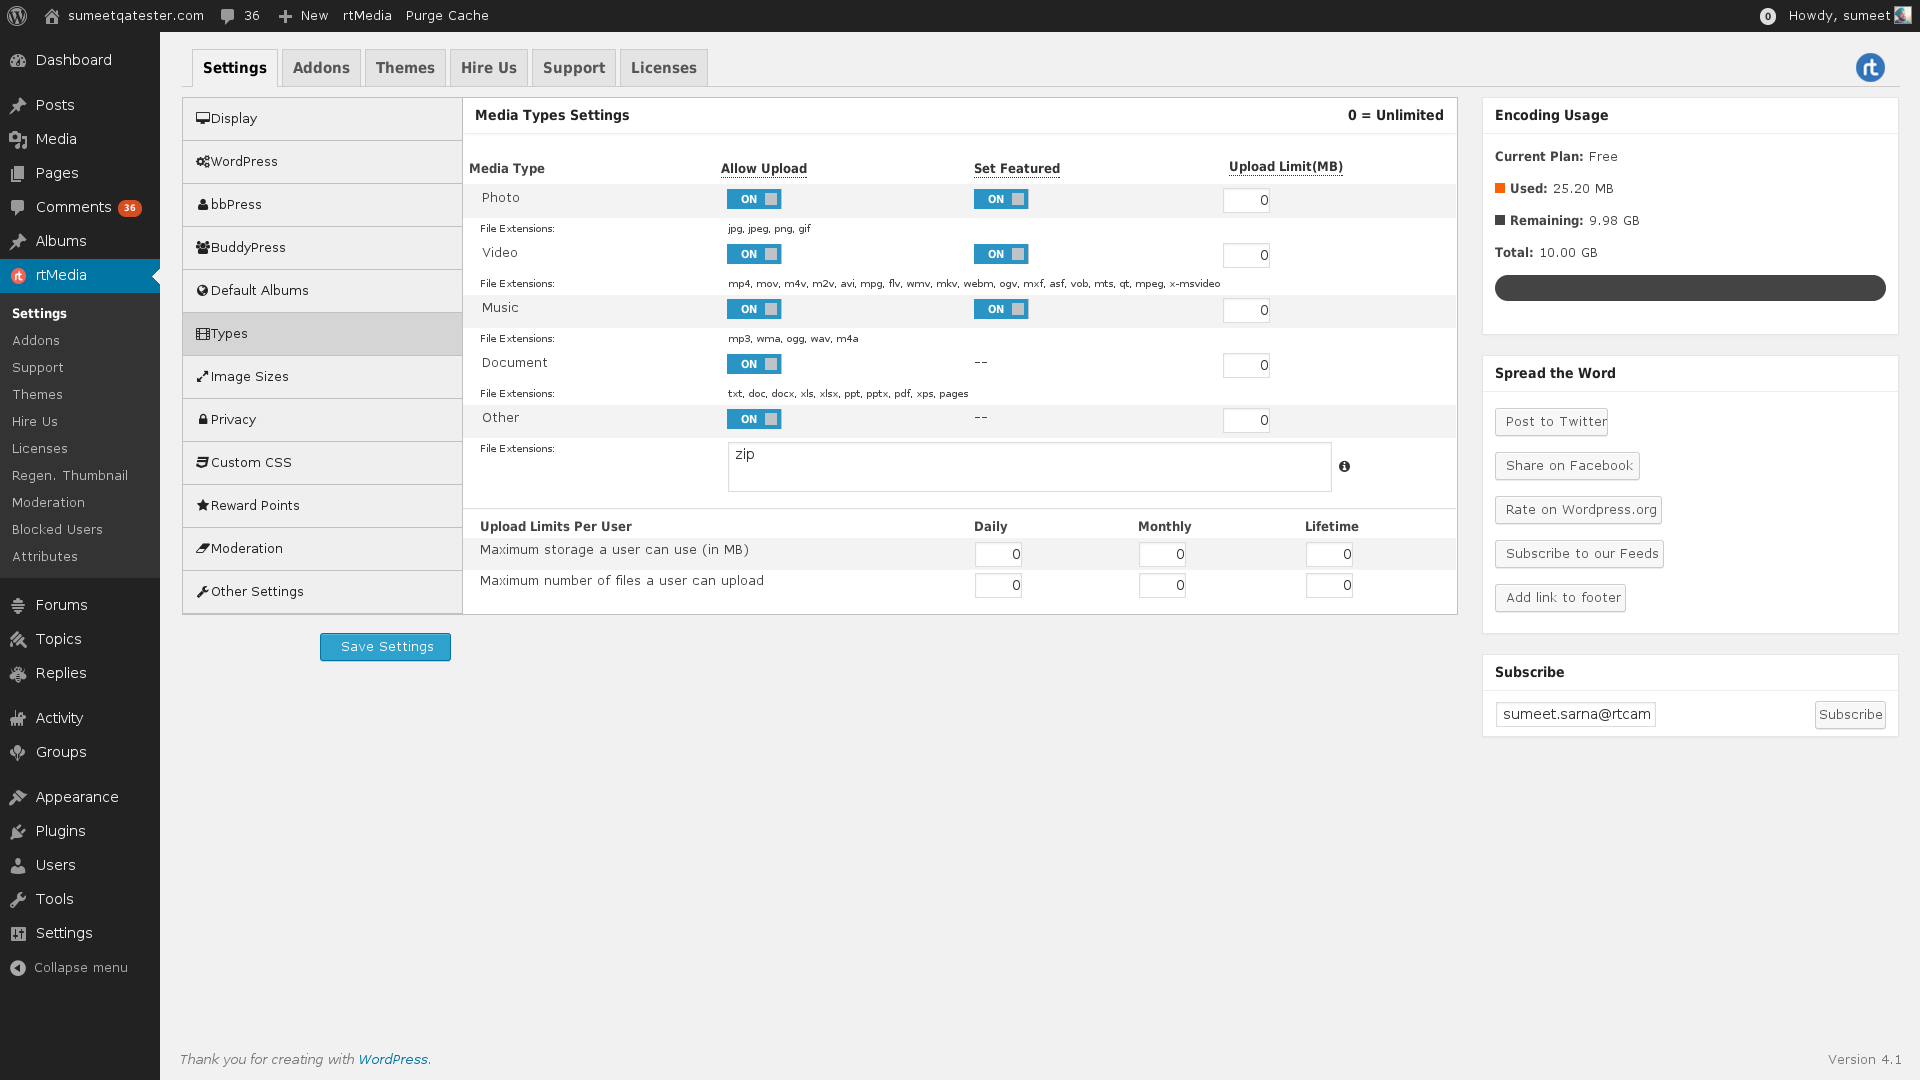 sumeetqatester.com 36 New rtMedia Purge Cache 0 Howdy, sumeet
Dashboard
Posts
Media
Pages
Comments 36
Albums
rtMedia
Settings
Addons
Support
Themes
Hire Us
Licenses
Regen. Thumbnail
Moderation
Blocked Users
Attributes
Forums
Topics
Replies
Activity
Groups
Appearance
Plugins
Users
Tools
Settings
Collapse menu
Settings Addons Themes Hire Us Support Licenses rt
Display
WordPress
bbPress
BuddyPress
Default Albums
Types
Image Sizes
Privacy
Custom CSS
Reward Points
Moderation
Other Settings
Save Settings
Media Types Settings 0 = Unlimited
Media Type Allow Upload Set Featured Upload Limit(MB)
Photo ON ON 0
File Extensions: jpg, jpeg, png, gif
Video ON ON 0
File Extensions: mp4, mov, m4v, m2v, avi, mpg, flv, wmv, mkv, webm, ogv, mxf, asf, vob, mts, qt, mpeg, x-msvideo
Music ON ON 0
File Extensions: mp3, wma, ogg, wav, m4a
Document ON -- 0
File Extensions: txt, doc, docx, xls, xlsx, ppt, pptx, pdf, xps, pages
Other ON -- 0
File Extensions: zip
Upload Limits Per User Daily Monthly Lifetime
Maximum storage a user can use (in MB) 0 0 0
Maximum number of files a user can upload 0 0 0
Encoding Usage
Current Plan: Free
Used: 25.20 MB
Remaining: 9.98 GB
Total: 10.00 GB
Spread the Word
Post to Twitter
Share on Facebook
Rate on Wordpress.org
Subscribe to our Feeds
Add link to footer
Subscribe
sumeet.sarna@rtcam Subscribe
Thank you for creating with WordPress. Version 4.1